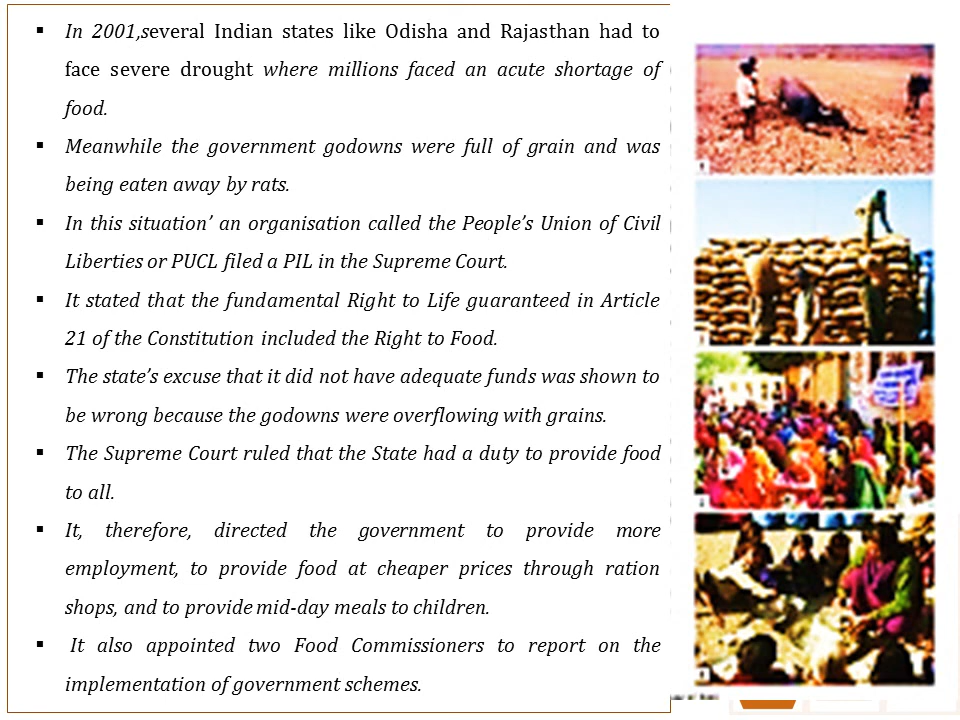 ▪ In 2001,several Indian states like Odisha and Rajasthan had to
face severe drought where millions faced an acute shortage of
food.
▪ Meanwhile the government godowns were full of grain and was
being eaten away by rats.
▪ In this situation’ an organisation called the People’s Union of Civil
Liberties or PUCL filed a PIL in the Supreme Court.
▪ It stated that the fundamental Right to Life guaranteed in Article
21 of the Constitution included the Right to Food.
▪ The state’s excuse that it did not have adequate funds was shown to
be wrong because the godowns were overflowing with grains.
▪ The Supreme Court ruled that the State had a duty to provide food
to all.
▪ It, therefore, directed the government to provide more
employment, to provide food at cheaper prices through ration
shops, and to provide mid-day meals to children.
▪ It also appointed two Food Commissioners to report on the
implementation of government schemes.